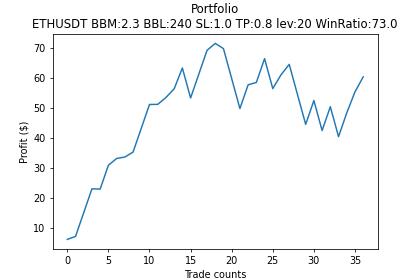 Portfolio
ETHUSDT BBM:2.3 BBL:240 SL:1.0 TP:0.8 lev:20 WinRatio:73.0
70
60
50
40
30
20
10
Profit ($)
0 5 10 15 20 25 30 35
Trade counts